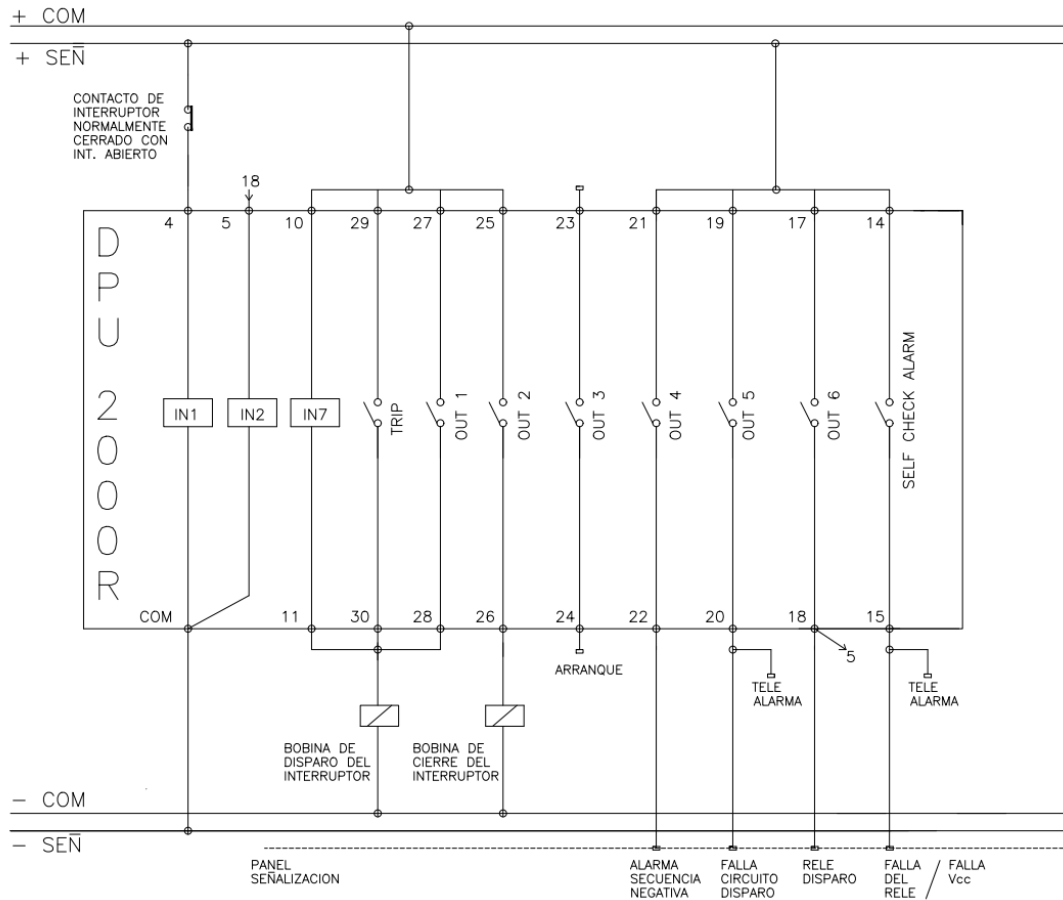 + COM
+ SEÑ
CONTACTO DE
INTERRUPTOR
NORMALMENTE
CERRADO CON
INT. ABIERTO
18
4 5 10 29 27 25 23 21 19 17 14
DPU 2000R
IN1 IN2 IN7 TRIP OUT 1 OUT 2 OUT 3 OUT 4 OUT 5 OUT 6 SELF CHECK ALARM
COM 11 30 28 26 24 22 20 18 15
5
ARRANQUE
TELE
ALARMA
TELE
ALARMA
BOBINA DE
DISPARO DEL
INTERRUPTOR
BOBINA DE
CIERRE DEL
INTERRUPTOR
- COM
- SEÑ
PANEL
SEÑALIZACION
ALARMA
SECUENCIA
NEGATIVA
FALLA
CIRCUITO
DISPARO
RELE
DISPARO
FALLA
DEL
RELE
/ FALLA
Vcc